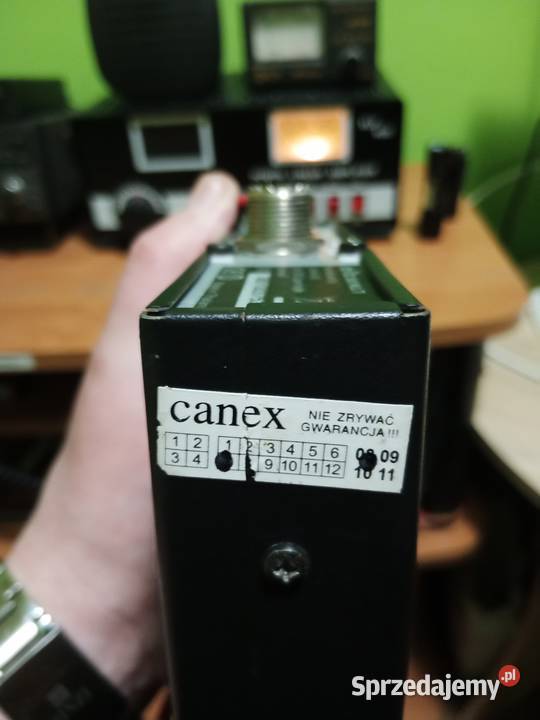 canex NIE ZRYWAĆ
GWARANCJA !!!
1 2 1 2 3 4 5 6 08 09
3 4 9 10 11 12 10 11
Sprzedajemy.pl